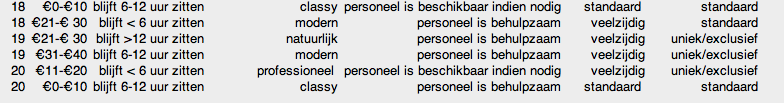 18 €0-€10 blijft 6-12 uur zitten classy personeel is beschikbaar indien nodig standaard standaard
18 €21-€ 30 blijft < 6 uur zitten modern personeel is behulpzaam veelzijdig standaard
19 €21-€ 30 blijft >12 uur zitten natuurlijk personeel is behulpzaam veelzijdig uniek/exclusief
19 €31-€40 blijft 6-12 uur zitten modern personeel is behulpzaam veelzijdig uniek/exclusief
20 €11-€20 blijft < 6 uur zitten professioneel personeel is beschikbaar indien nodig veelzijdig uniek/exclusief
20 €0-€10 blijft 6-12 uur zitten classy personeel is behulpzaam standaard standaard